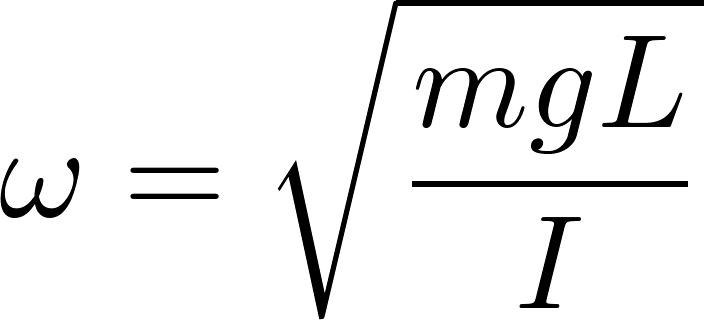 ω = √(mgL / I)